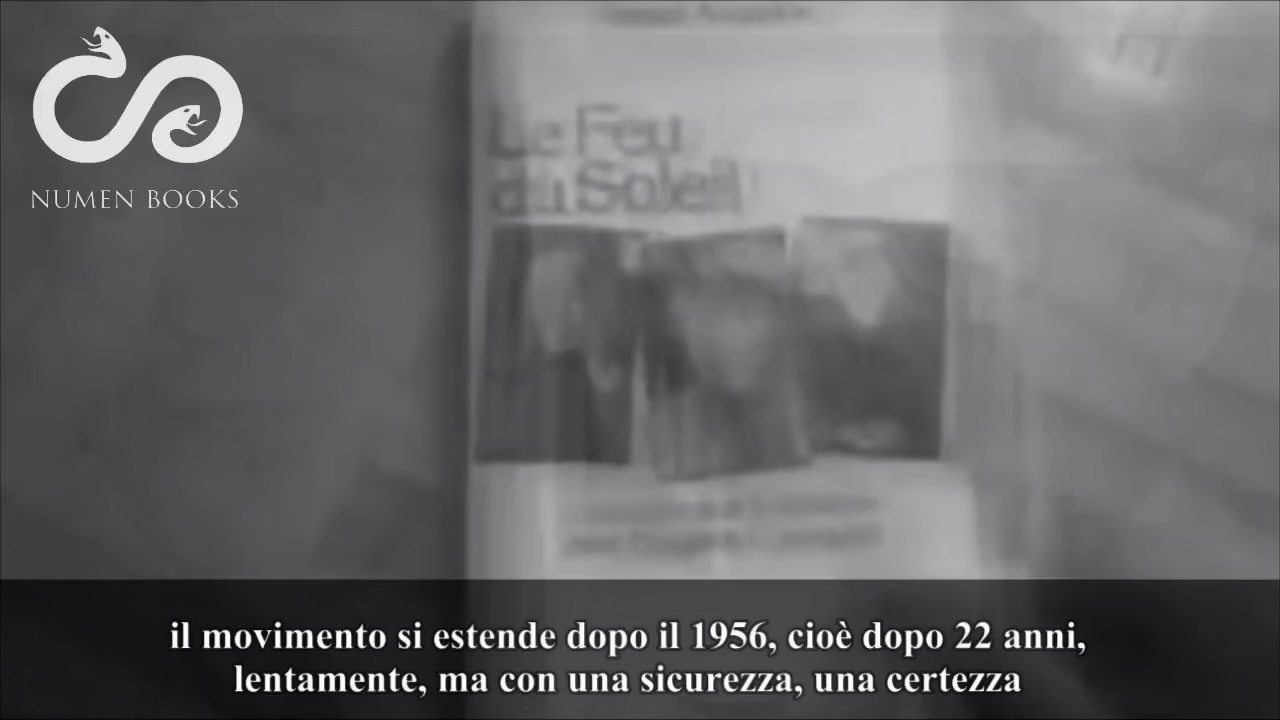 NUMEN BOOKS
Le Feu
du Soleil
il movimento si estende dopo il 1956, cioè dopo 22 anni,
lentamente, ma con una sicurezza, una certezza